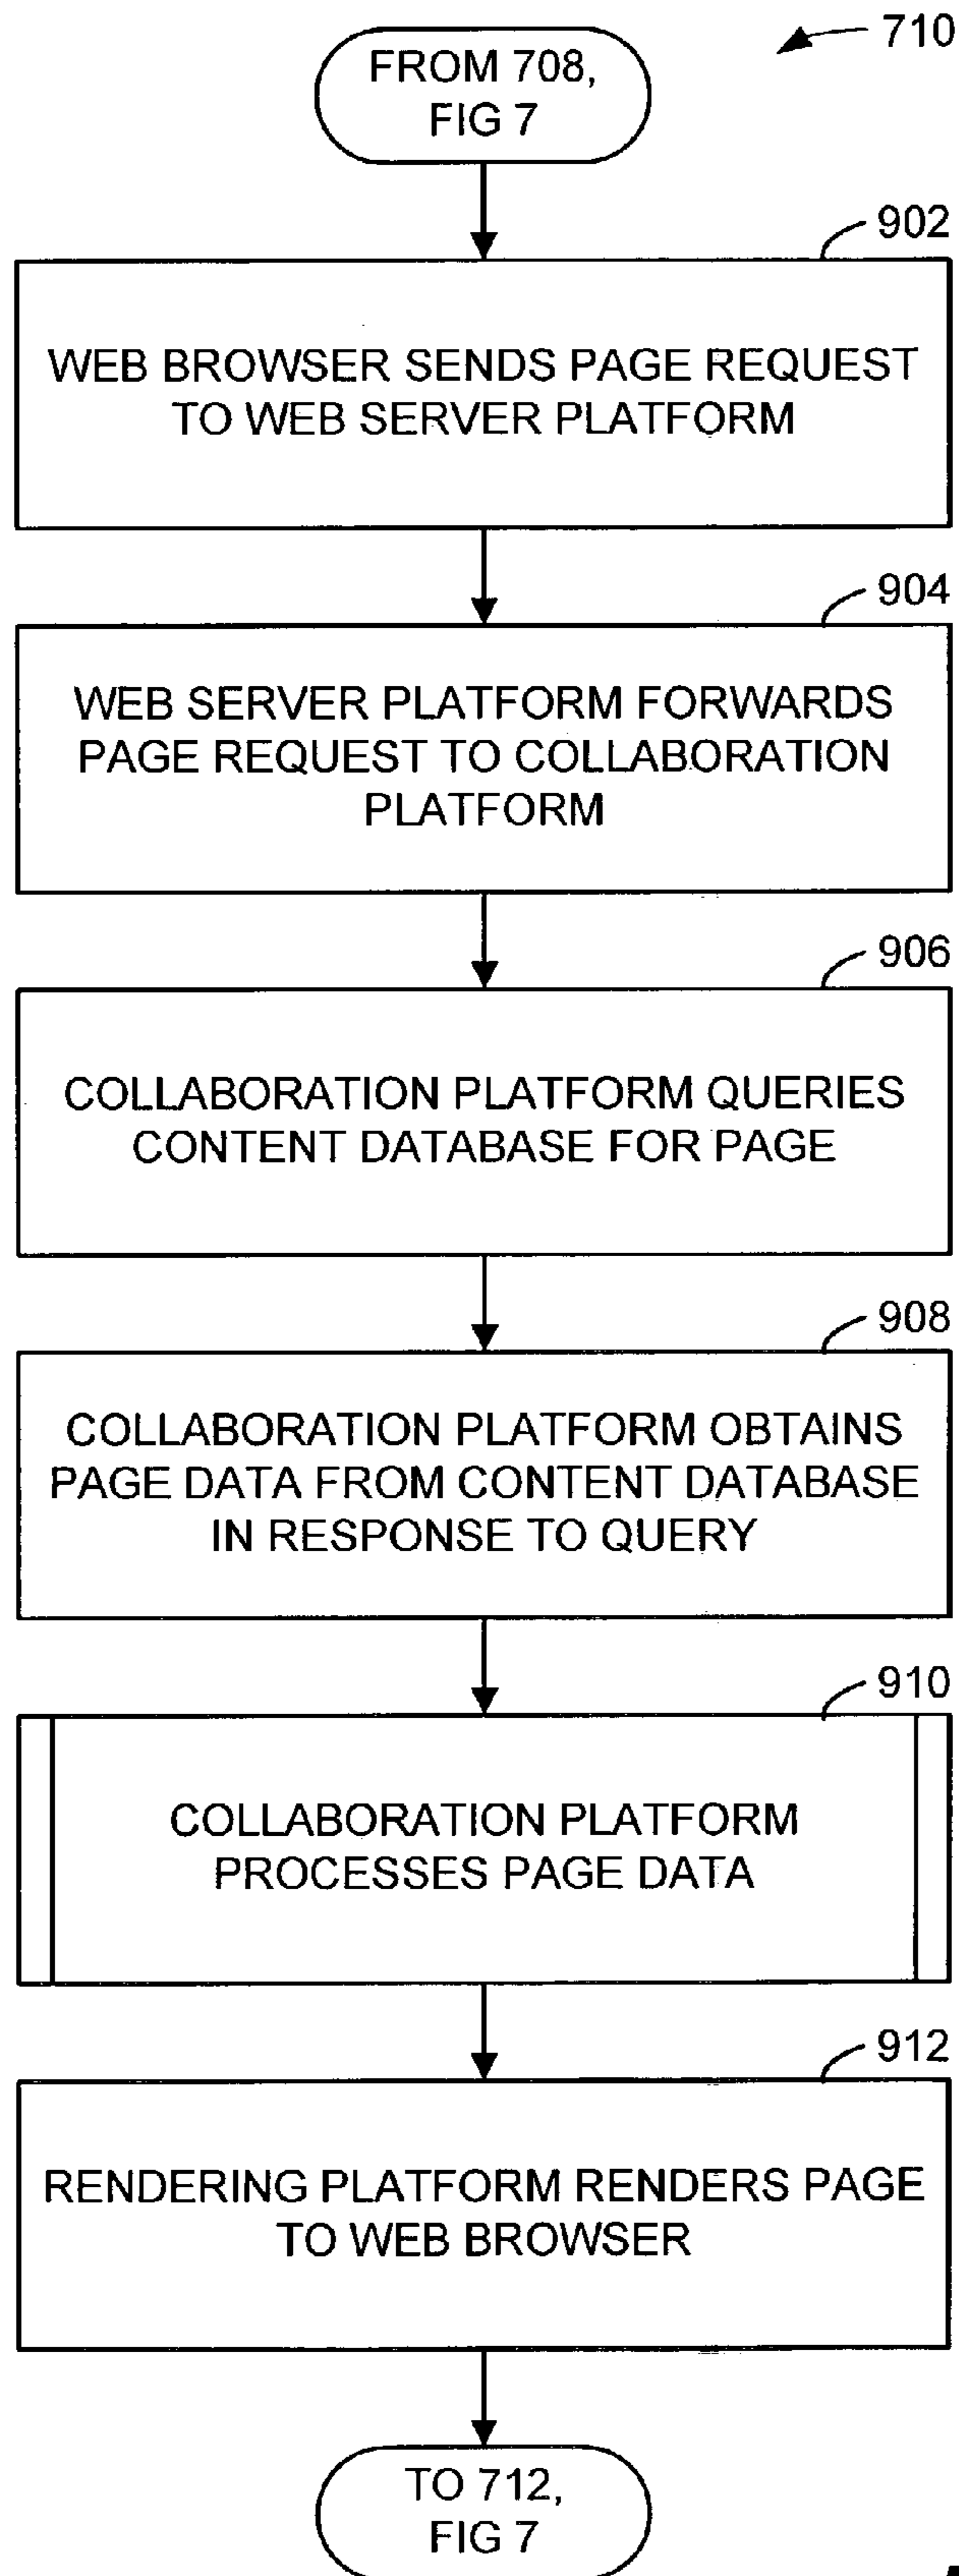 710
FROM 708,
FIG 7
902
WEB BROWSER SENDS PAGE REQUEST
TO WEB SERVER PLATFORM
904
WEB SERVER PLATFORM FORWARDS
PAGE REQUEST TO COLLABORATION
PLATFORM
906
COLLABORATION PLATFORM QUERIES
CONTENT DATABASE FOR PAGE
908
COLLABORATION PLATFORM OBTAINS
PAGE DATA FROM CONTENT DATABASE
IN RESPONSE TO QUERY
910
COLLABORATION PLATFORM
PROCESSES PAGE DATA
912
RENDERING PLATFORM RENDERS PAGE
TO WEB BROWSER
TO 712,
FIG 7